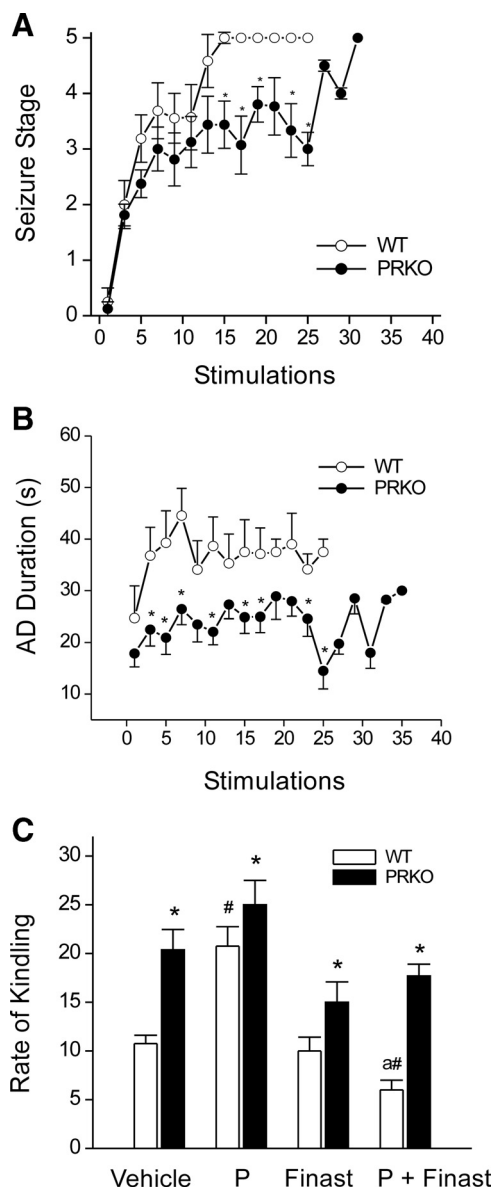 A
5
4
3
2
1
0
Seizure Stage
* * * * * *
WT
PRKO
0 5 10 15 20 25 30 35 40
Stimulations
B
60
50
40
30
20
10
AD Duration (s)
WT
PRKO
* * * * * * * *
0 5 10 15 20 25 30 35 40
Stimulations
C
30
25
20
15
10
5
0
Rate of Kindling
WT
PRKO
* # * * a# *
Vehicle P Finast P + Finast